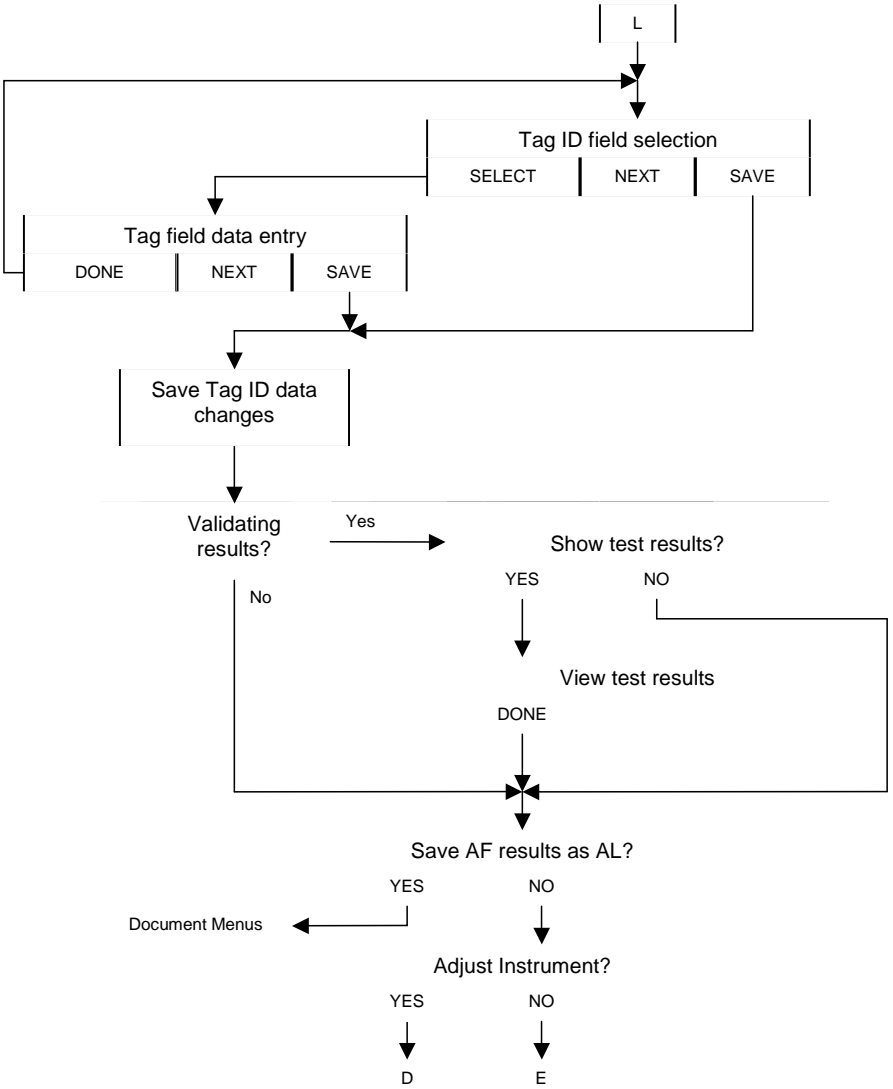 L
Tag ID field selection
SELECT NEXT SAVE
Tag field data entry
DONE NEXT SAVE
Save Tag ID data
changes
Validating
results?
Yes
No
Show test results?
YES NO
View test results
DONE
Save AF results as AL?
YES NO
Document Menus
Adjust Instrument?
YES NO
D E